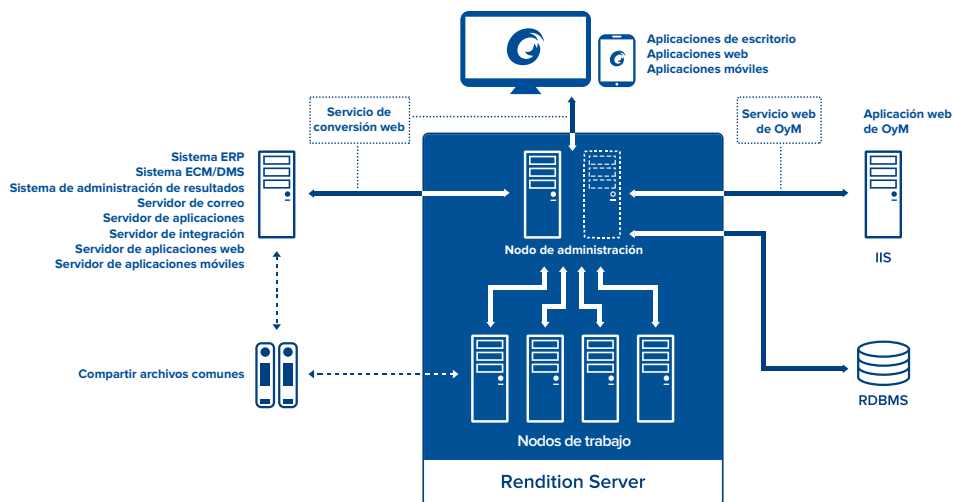 Aplicaciones de escritorio
Aplicaciones web
Aplicaciones móviles
Servicio de
conversión web
Servicio web
de OyM
Aplicación web
de OyM
Sistema ERP
Sistema ECM/DMS
Sistema de administración de resultados
Servidor de correo
Servidor de aplicaciones
Servidor de integración
Servidor de aplicaciones web
Servidor de aplicaciones móviles
Nodo de administración
IIS
Compartir archivos comunes
RDBMS
Nodos de trabajo
Rendition Server